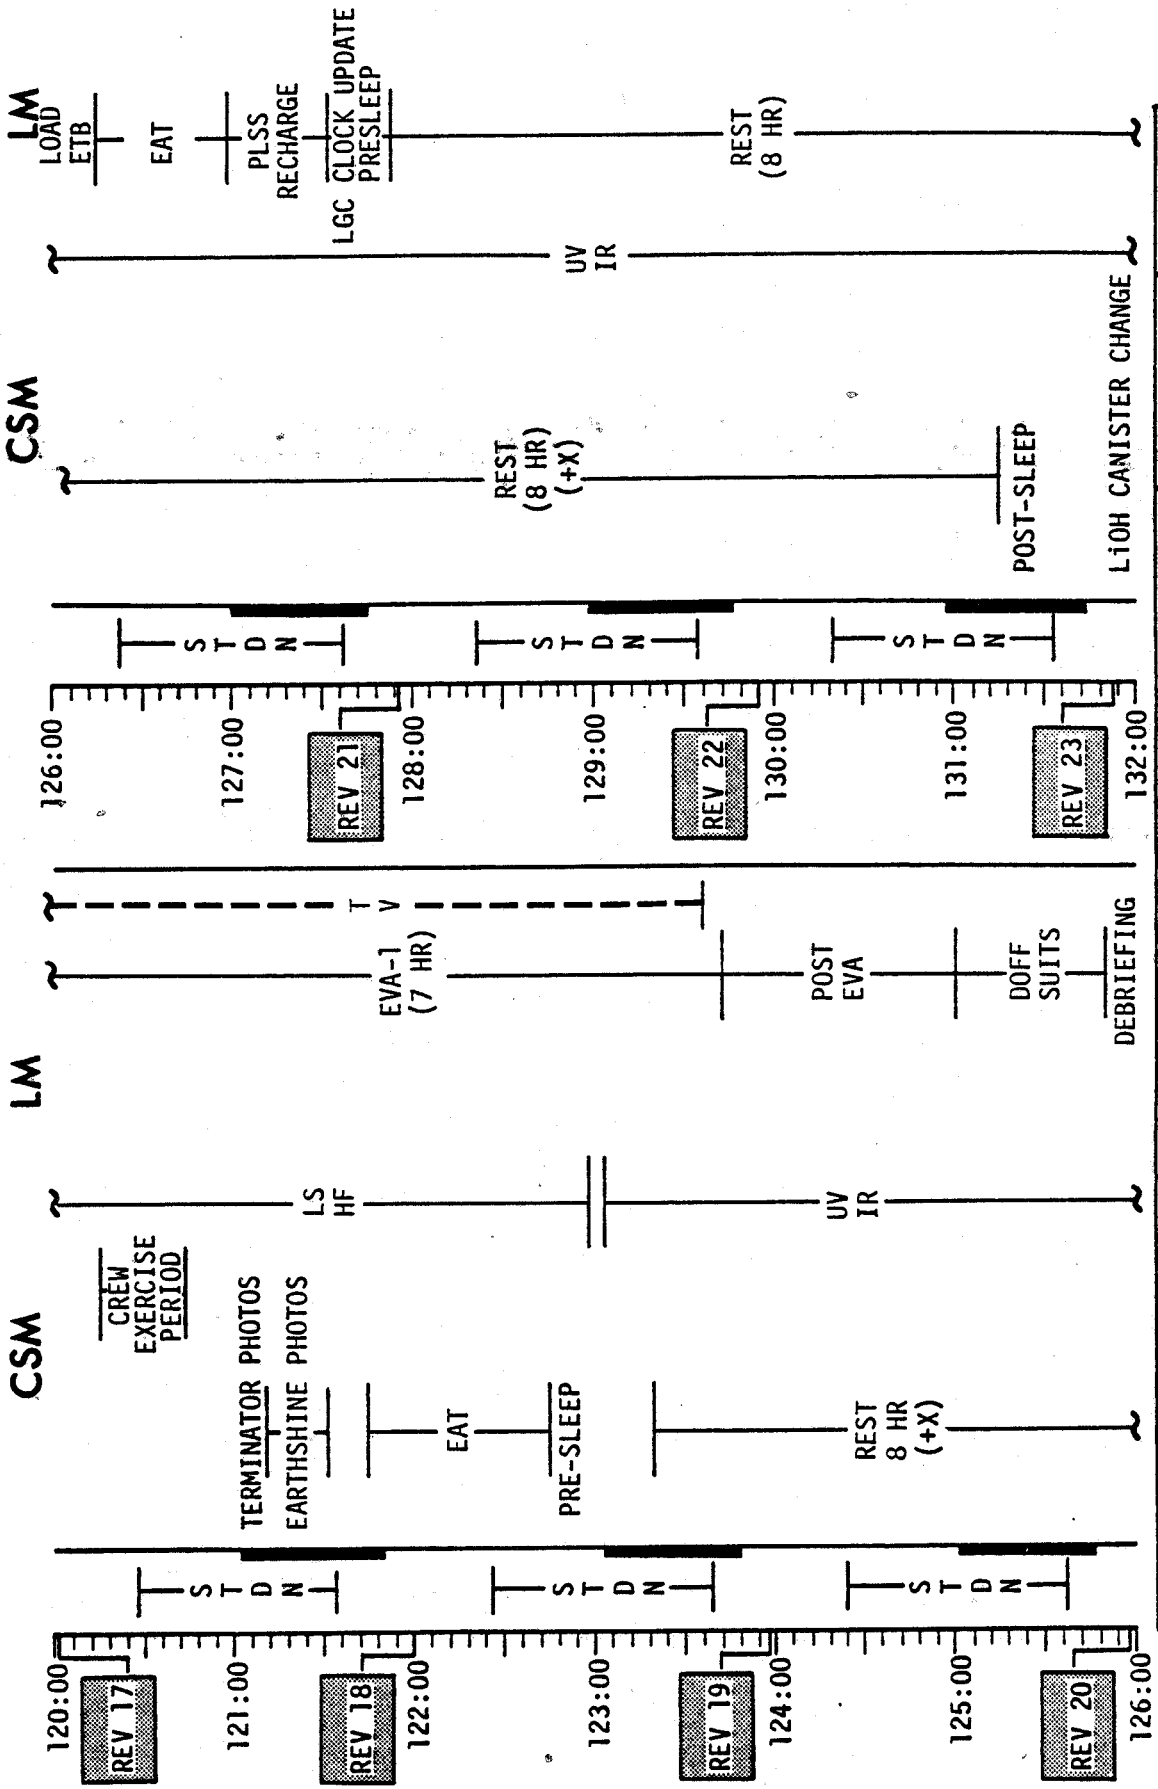 CSM
LM
120:00
REV 17
121:00
REV 18
122:00
123:00
REV 19
124:00
125:00
REV 20
126:00
STDN
STDN
STDN
CREW
EXERCISE
PERIOD
TERMINATOR PHOTOS
EARTHSHINE PHOTOS
EAT
PRE-SLEEP
REST
8 HR
(+X)
LS
HF
UV
IR
TV
EVA-1
(7 HR)
POST
EVA
DOFF
SUITS
DEBRIEFING
CSM
LM
126:00
127:00
REV 21
128:00
129:00
REV 22
130:00
131:00
REV 23
132:00
STDN
STDN
STDN
REST
(8 HR)
(+X)
POST-SLEEP
LiOH CANISTER CHANGE
UV
IR
LOAD
ETB
EAT
PLSS
RECHARGE
LGC CLOCK UPDATE
PRESLEEP
REST
(8 HR)